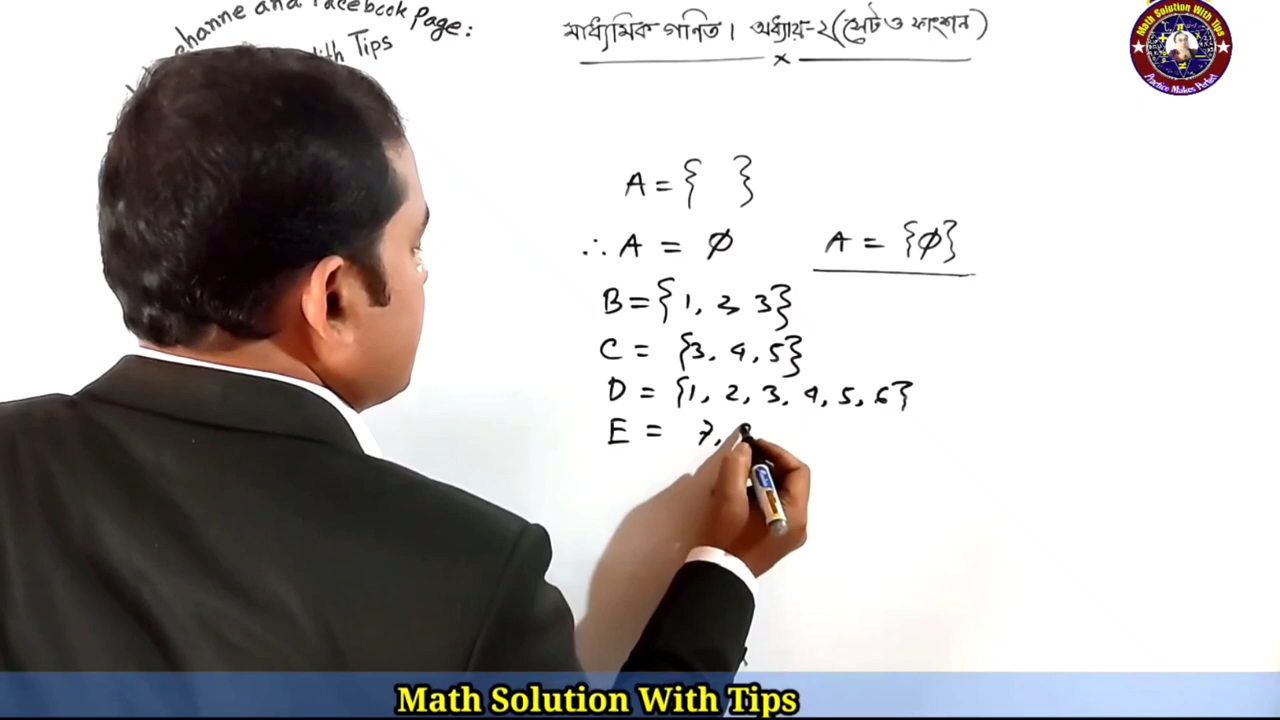 channe and Facebook Page:
with Tips
মাধ্যমিক গনিত। অধ্যায়-২(সেট ও ফাংশন)
x
Math Solution With Tips
Practice Makes Perfect
A = { }
∴ A = φ
A = {φ}
B = {1, 2, 3}
C = {3, 4, 5}
D = {1, 2, 3, 4, 5, 6}
E = 7,
Math Solution With Tips